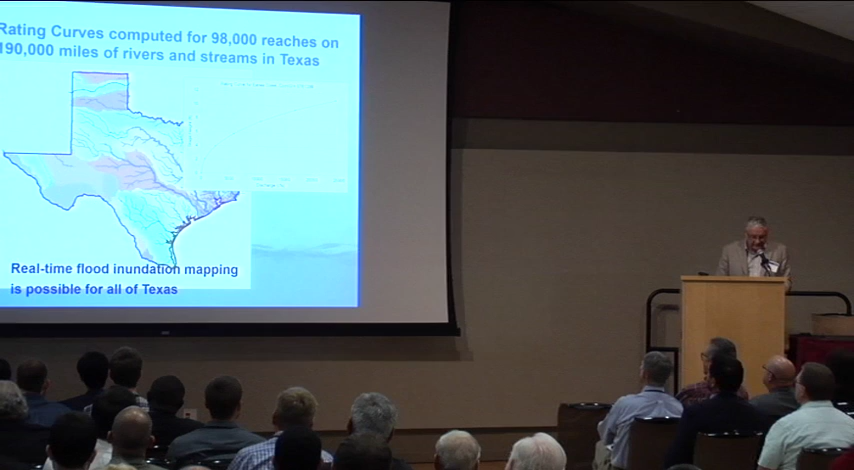 Rating Curves computed for 98,000 reaches on
190,000 miles of rivers and streams in Texas
Real-time flood inundation mapping
is possible for all of Texas